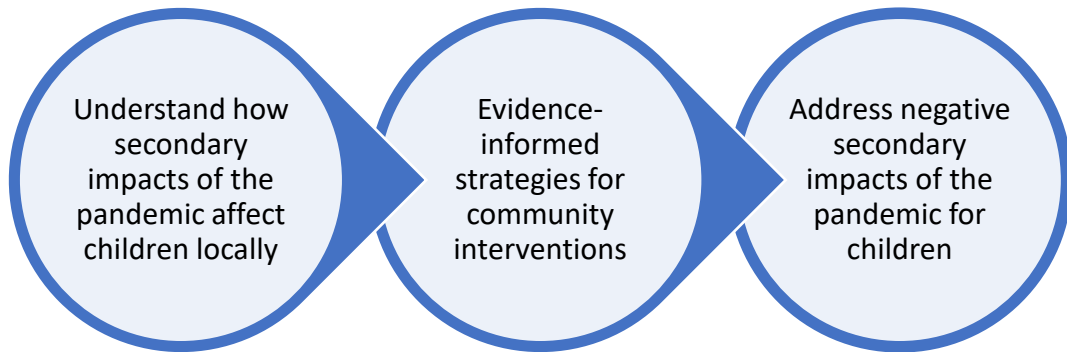 Understand how
secondary
impacts of the
pandemic affect
children locally
Evidence-
informed
strategies for
community
interventions
Address negative
secondary
impacts of the
pandemic for
children